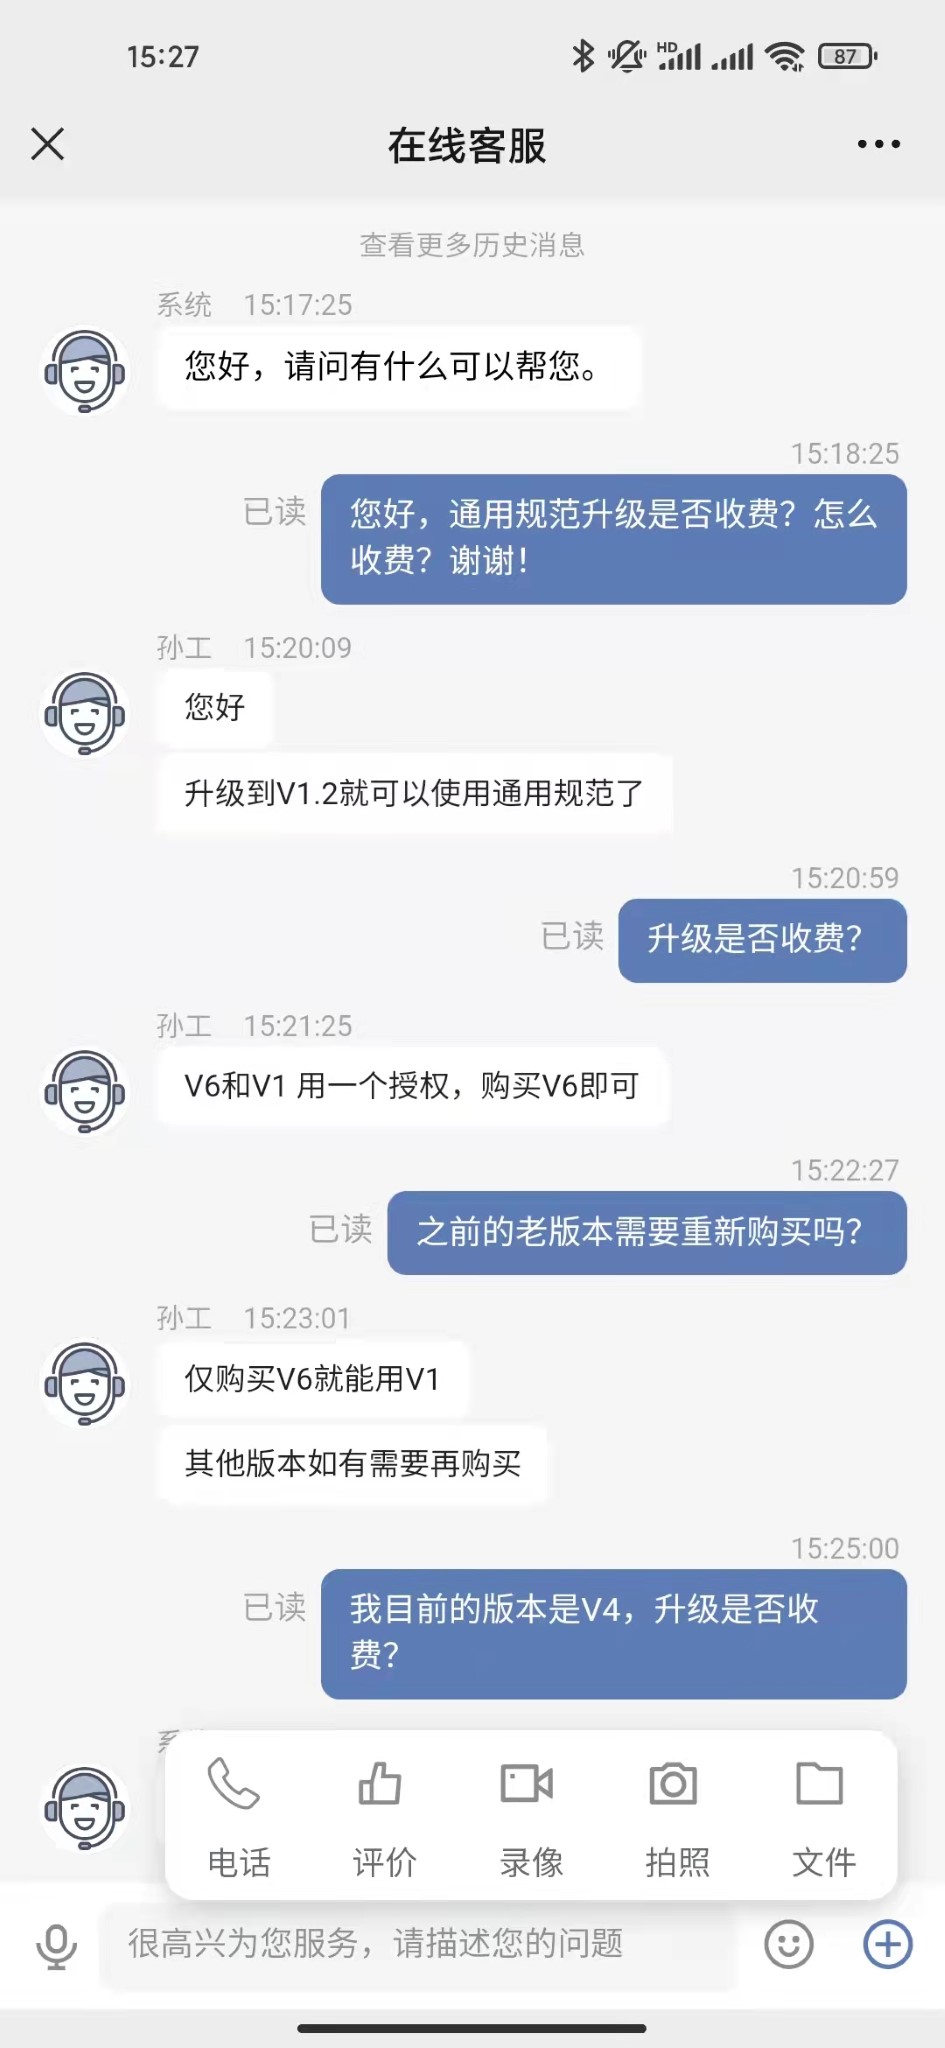 15:27
HD
87
在线客服
查看更多历史消息
系统 15:17:25
您好，请问有什么可以帮您。
15:18:25
已读
您好，通用规范升级是否收费？怎么
收费？谢谢！
孙工 15:20:09
您好
升级到V1.2就可以使用通用规范了
15:20:59
已读
升级是否收费？
孙工 15:21:25
V6和V1 用一个授权，购买V6即可
15:22:27
已读
之前的老版本需要重新购买吗？
孙工 15:23:01
仅购买V6就能用V1
其他版本如有需要再购买
15:25:00
已读
我目前的版本是V4，升级是否收
费？
电话 评价 录像 拍照 文件
很高兴为您服务，请描述您的问题